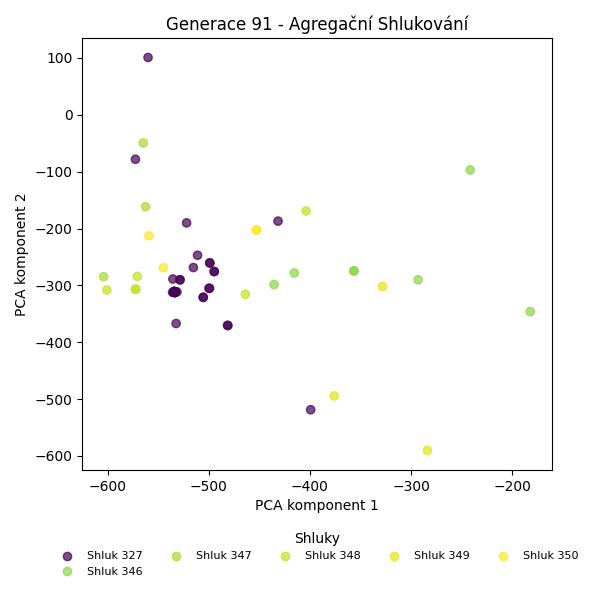 Generace 91 - Agregační Shlukování
100
0
−100
−200
−300
−400
−500
−600
PCA komponent 2
−600 −500 −400 −300 −200
PCA komponent 1
Shluky
Shluk 327 Shluk 347 Shluk 348 Shluk 349 Shluk 350
Shluk 346